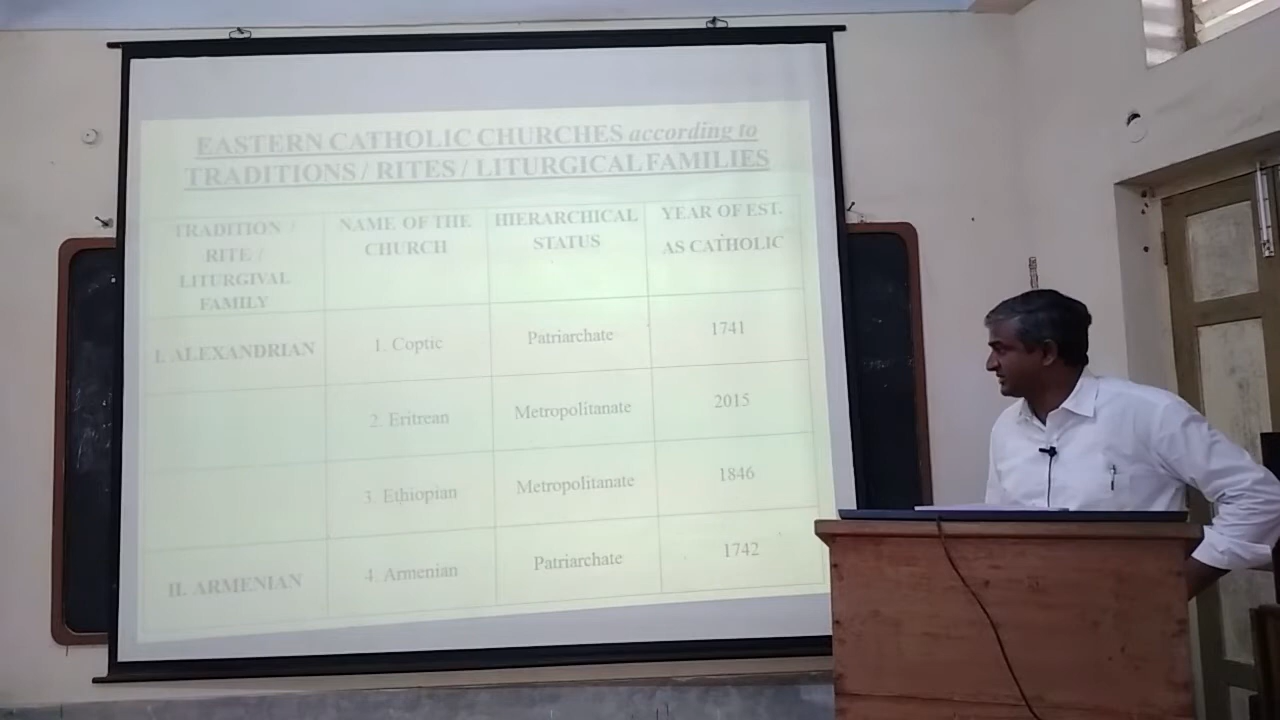 EASTERN CATHOLIC CHURCHES according to
TRADITIONS / RITES / LITURGICAL FAMILIES
TRADITION /
RITE /
LITURGIVAL
FAMILY
NAME OF THE
CHURCH
HIERARCHICAL
STATUS
YEAR OF EST.
AS CATHOLIC
I. ALEXANDRIAN
1. Coptic
Patriarchate
1741
2. Eritrean
Metropolitanate
2015
3. Ethiopian
Metropolitanate
1846
II. ARMENIAN
4. Armenian
Patriarchate
1742